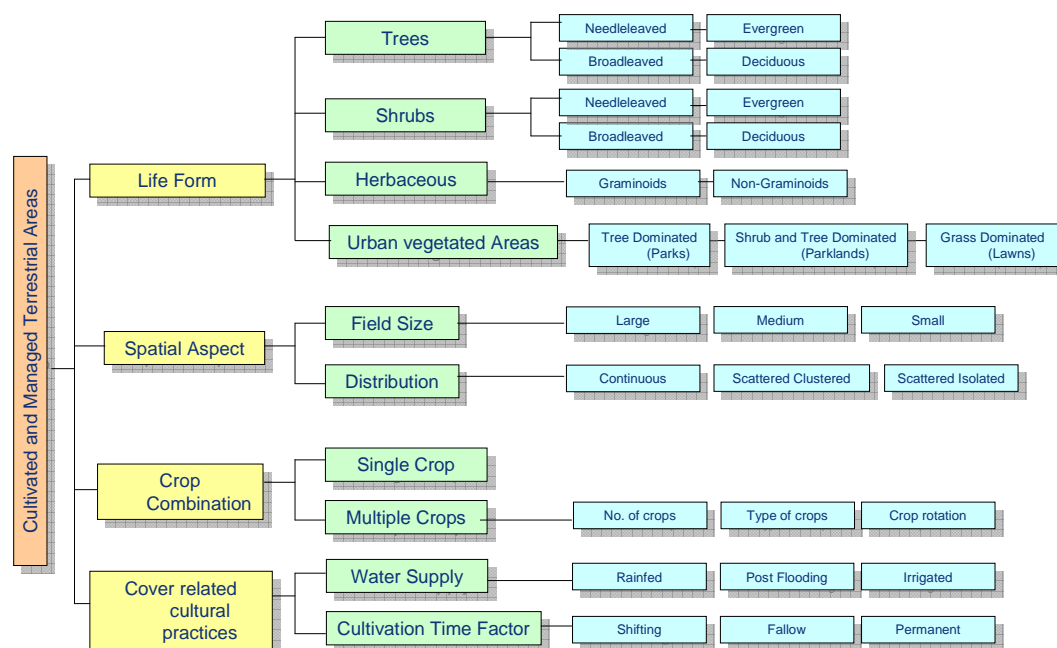 Cultivated and Managed Terrestrial Areas
Life Form
Trees
Needleleaved
Evergreen
Broadleaved
Deciduous
Shrubs
Needleleaved
Evergreen
Broadleaved
Deciduous
Herbaceous
Graminoids
Non-Graminoids
Urban vegetated Areas
Tree Dominated
(Parks)
Shrub and Tree Dominated
(Parklands)
Grass Dominated
(Lawns)
Spatial Aspect
Field Size
Large
Medium
Small
Distribution
Continuous
Scattered Clustered
Scattered Isolated
Crop
Combination
Single Crop
Multiple Crops
No. of crops
Type of crops
Crop rotation
Cover related
cultural
practices
Water Supply
Rainfed
Post Flooding
Irrigated
Cultivation Time Factor
Shifting
Fallow
Permanent